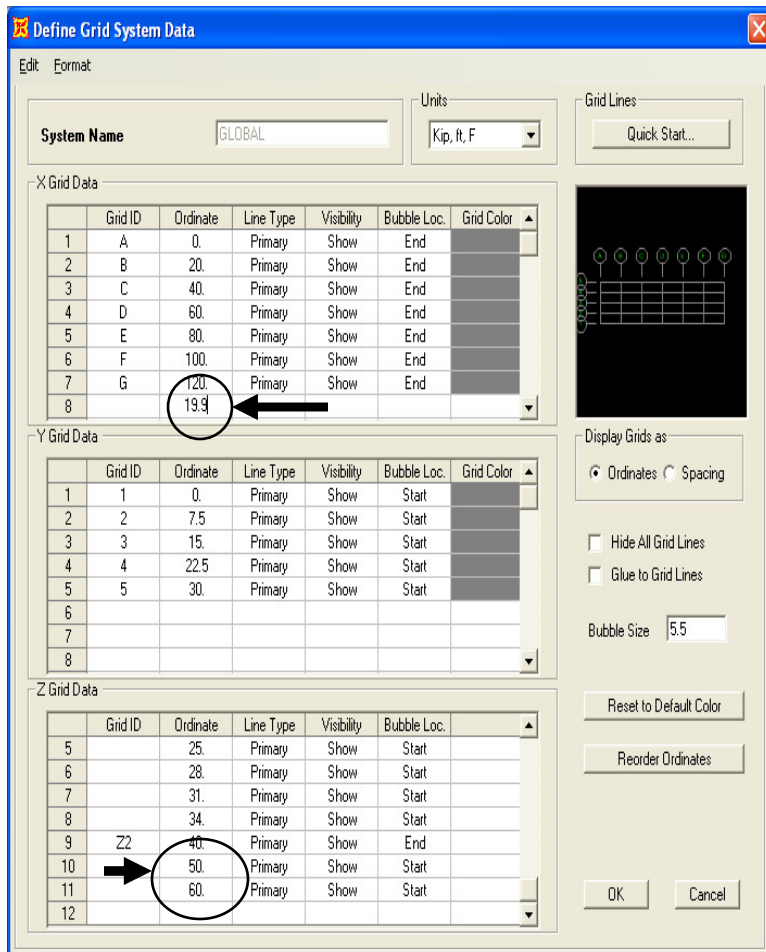 Define Grid System Data
Edit Format
System Name GLOBAL
Units
Kip, ft, F
Grid Lines
Quick Start...
X Grid Data
Grid ID Ordinate Line Type Visibility Bubble Loc. Grid Color
1 A 0. Primary Show End
2 B 20. Primary Show End
3 C 40. Primary Show End
4 D 60. Primary Show End
5 E 80. Primary Show End
6 F 100. Primary Show End
7 G 120. Primary Show End
8 19.9
Y Grid Data
Grid ID Ordinate Line Type Visibility Bubble Loc. Grid Color
1 1 0. Primary Show Start
2 2 7.5 Primary Show Start
3 3 15. Primary Show Start
4 4 22.5 Primary Show Start
5 5 30. Primary Show Start
6
7
8
Display Grids as
Ordinates Spacing
Hide All Grid Lines
Glue to Grid Lines
Bubble Size 5.5
Z Grid Data
Grid ID Ordinate Line Type Visibility Bubble Loc.
5 25. Primary Show Start
6 28. Primary Show Start
7 31. Primary Show Start
8 34. Primary Show Start
9 Z2 40. Primary Show End
10 50. Primary Show Start
11 60. Primary Show Start
12
Reset to Default Color
Reorder Ordinates
OK Cancel